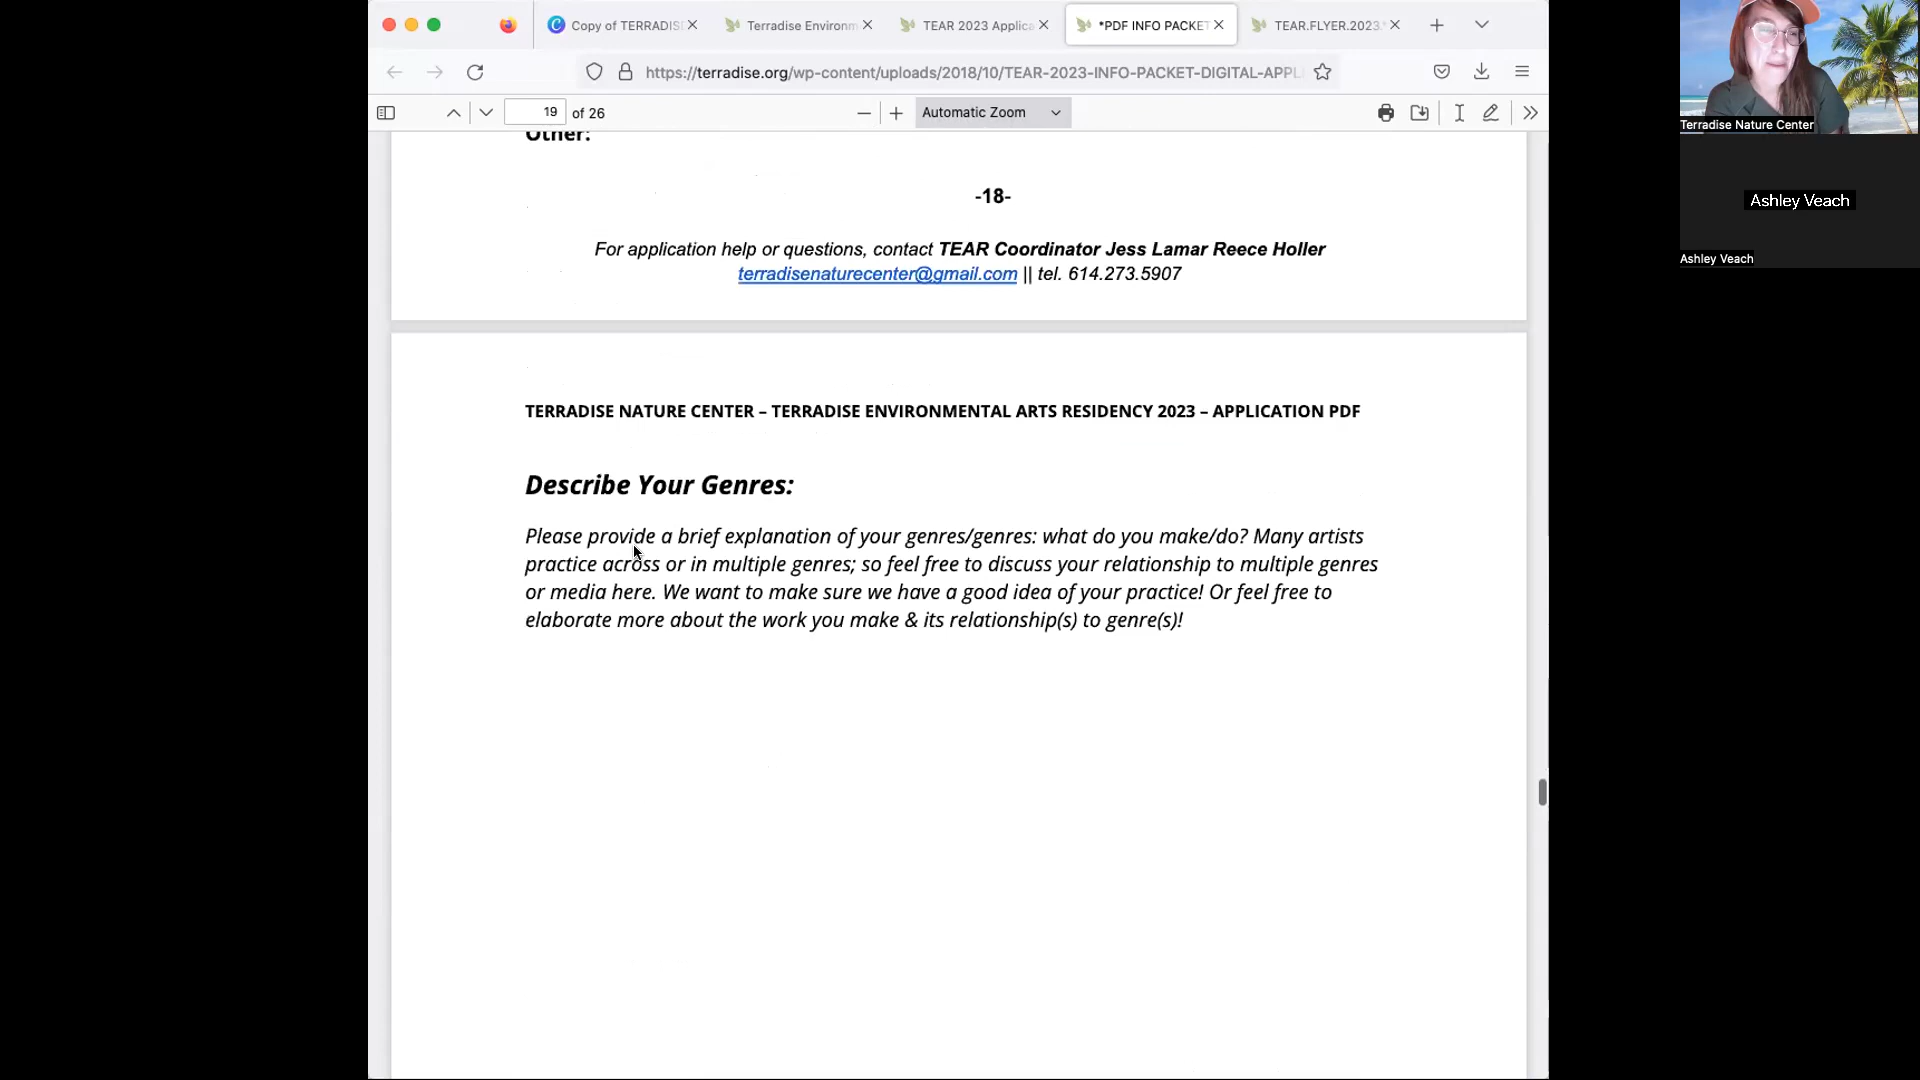 Copy of TERRADISE
Terradise Environm
TEAR 2023 Applica
*PDF INFO PACKET
TEAR.FLYER.2023.
https://terradise.org/wp-content/uploads/2018/10/TEAR-2023-INFO-PACKET-DIGITAL-APPL
19 of 26
Automatic Zoom
Other:
-18-
For application help or questions, contact TEAR Coordinator Jess Lamar Reece Holler
terradisenaturecenter@gmail.com || tel. 614.273.5907
TERRADISE NATURE CENTER – TERRADISE ENVIRONMENTAL ARTS RESIDENCY 2023 – APPLICATION PDF
Describe Your Genres:
Please provide a brief explanation of your genres/genres: what do you make/do? Many artists
practice across or in multiple genres; so feel free to discuss your relationship to multiple genres
or media here. We want to make sure we have a good idea of your practice! Or feel free to
elaborate more about the work you make & its relationship(s) to genre(s)!
Terradise Nature Center
Ashley Veach
Ashley Veach